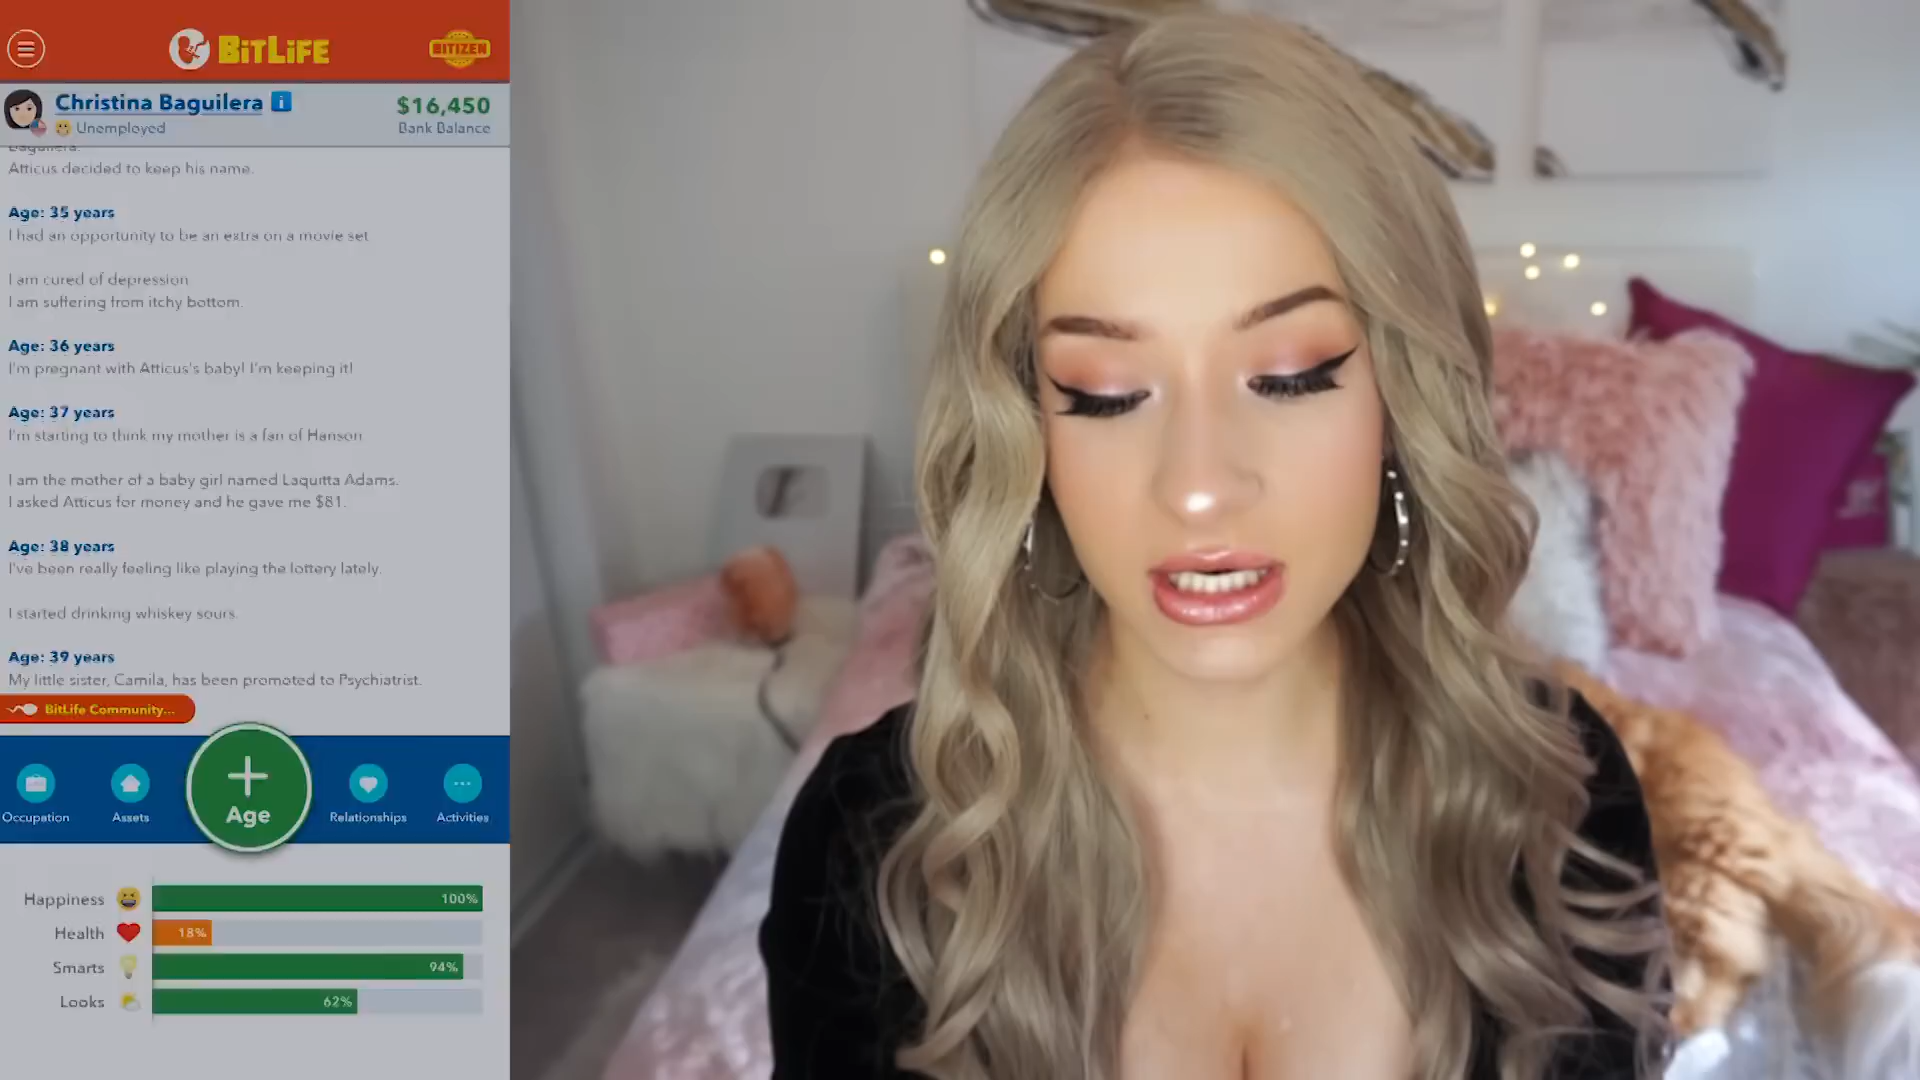 BiTLiFE
BITIZEN
Christina Baguilera
$16,450
Unemployed
Bank Balance
Baguilera.
Atticus decided to keep his name.
Age: 35 years
I had an opportunity to be an extra on a movie set
I am cured of depression
I am suffering from itchy bottom.
Age: 36 years
I'm pregnant with Atticus's baby! I'm keeping it!
Age: 37 years
I'm starting to think my mother is a fan of Hanson
I am the mother of a baby girl named Laquitta Adams.
I asked Atticus for money and he gave me $81.
Age: 38 years
I've been really feeling like playing the lottery lately.
I started drinking whiskey sours.
Age: 39 years
My little sister, Camila, has been promoted to Psychiatrist.
BitLife Community...
Occupation
Assets
Age
Relationships
Activities
Happiness 100%
Health 18%
Smarts 94%
Looks 62%